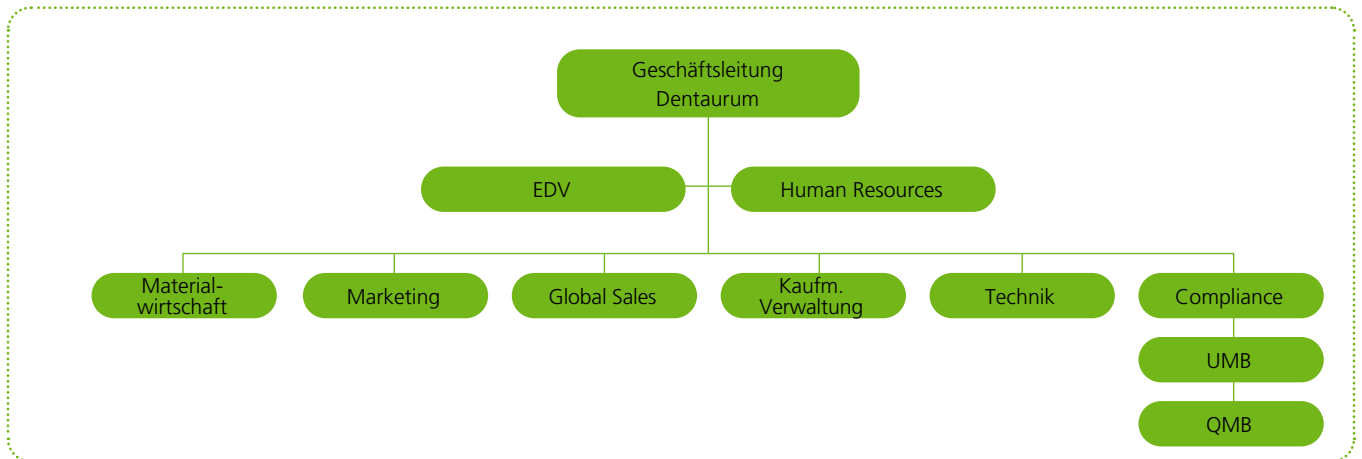 Geschäftsleitung
Dentaurum
EDV
Human Resources
Material-
wirtschaft
Marketing
Global Sales
Kaufm.
Verwaltung
Technik
Compliance
UMB
QMB